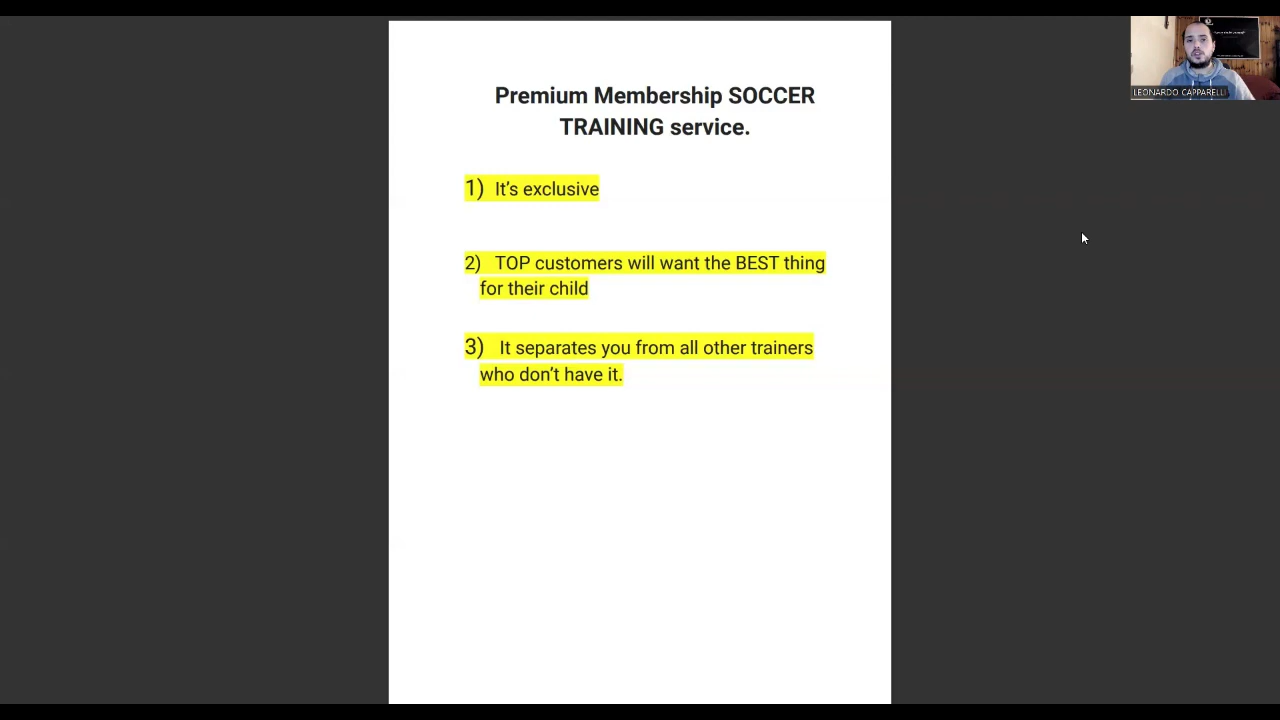 Premium Membership SOCCER
TRAINING service.
1) It's exclusive
2) TOP customers will want the BEST thing
for their child
3) It separates you from all other trainers
who don't have it.
LEONARDO CAPPARELLI